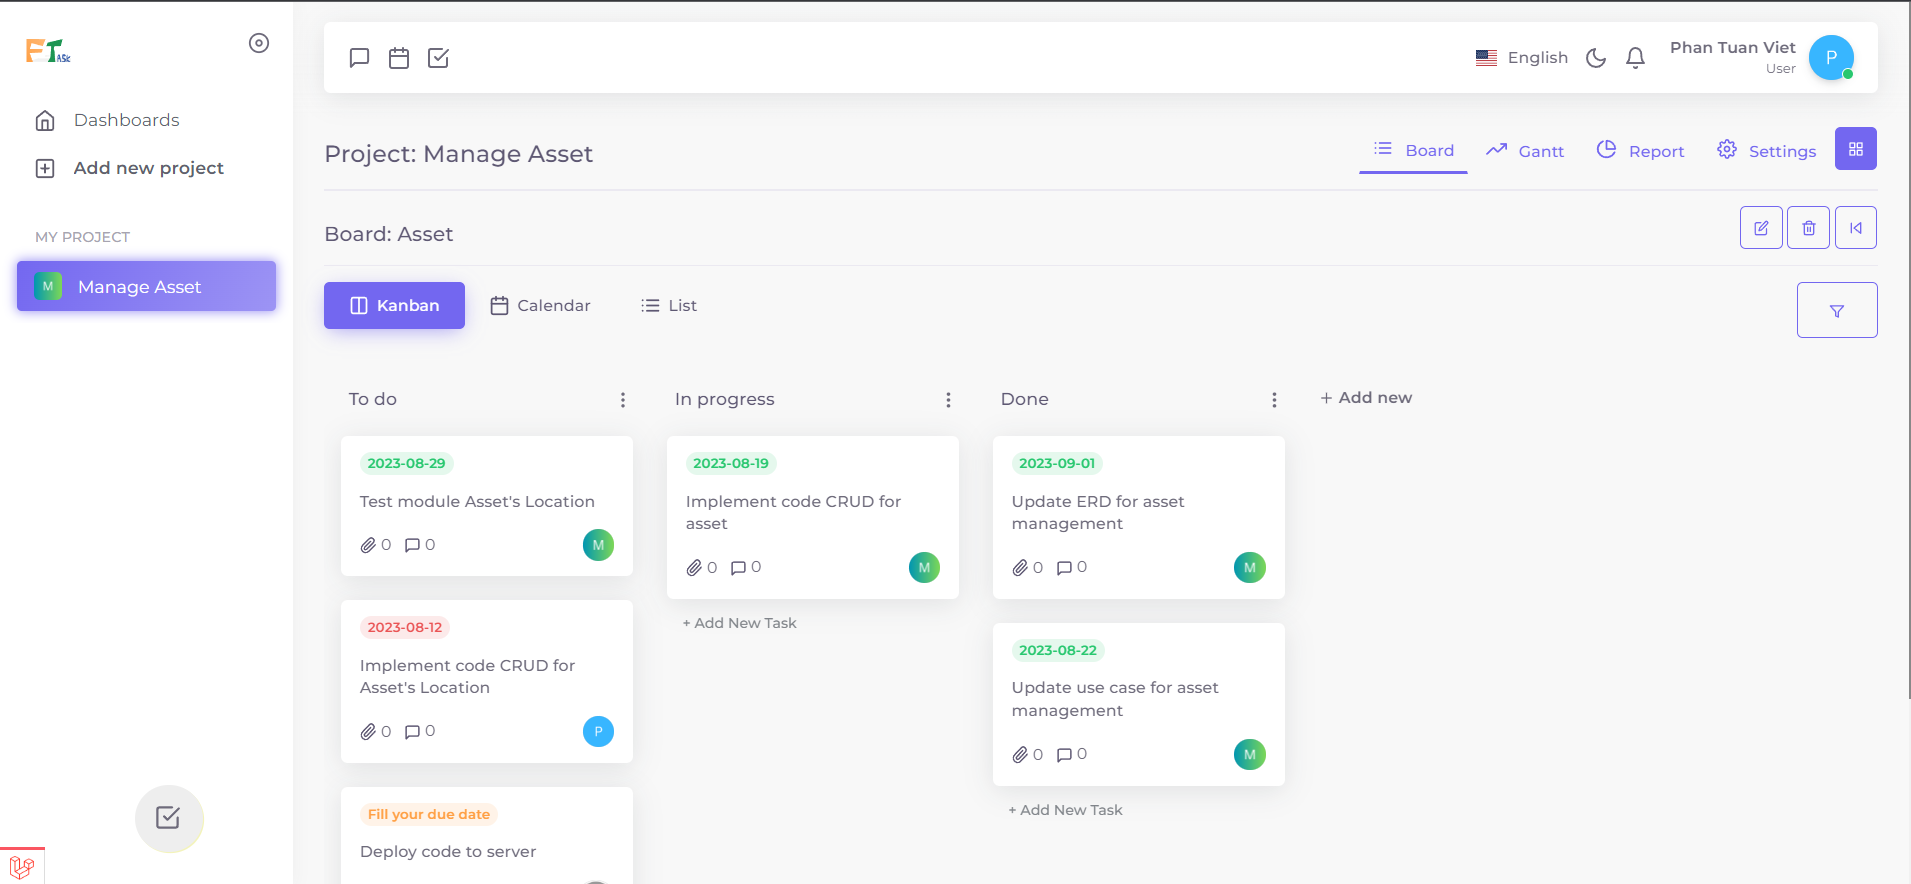 FT ASK
English
Phan Tuan Viet
User
P
Dashboards
Add new project
MY PROJECT
M
Manage Asset
Project: Manage Asset
Board
Gantt
Report
Settings
Board: Asset
Kanban
Calendar
List
To do
2023-08-29
Test module Asset's Location
0 0
M
2023-08-12
Implement code CRUD for
Asset's Location
0 0
P
Fill your due date
Deploy code to server
In progress
2023-08-19
Implement code CRUD for
asset
0 0
M
+ Add New Task
Done
2023-09-01
Update ERD for asset
management
0 0
M
2023-08-22
Update use case for asset
management
0 0
M
+ Add New Task
+ Add new